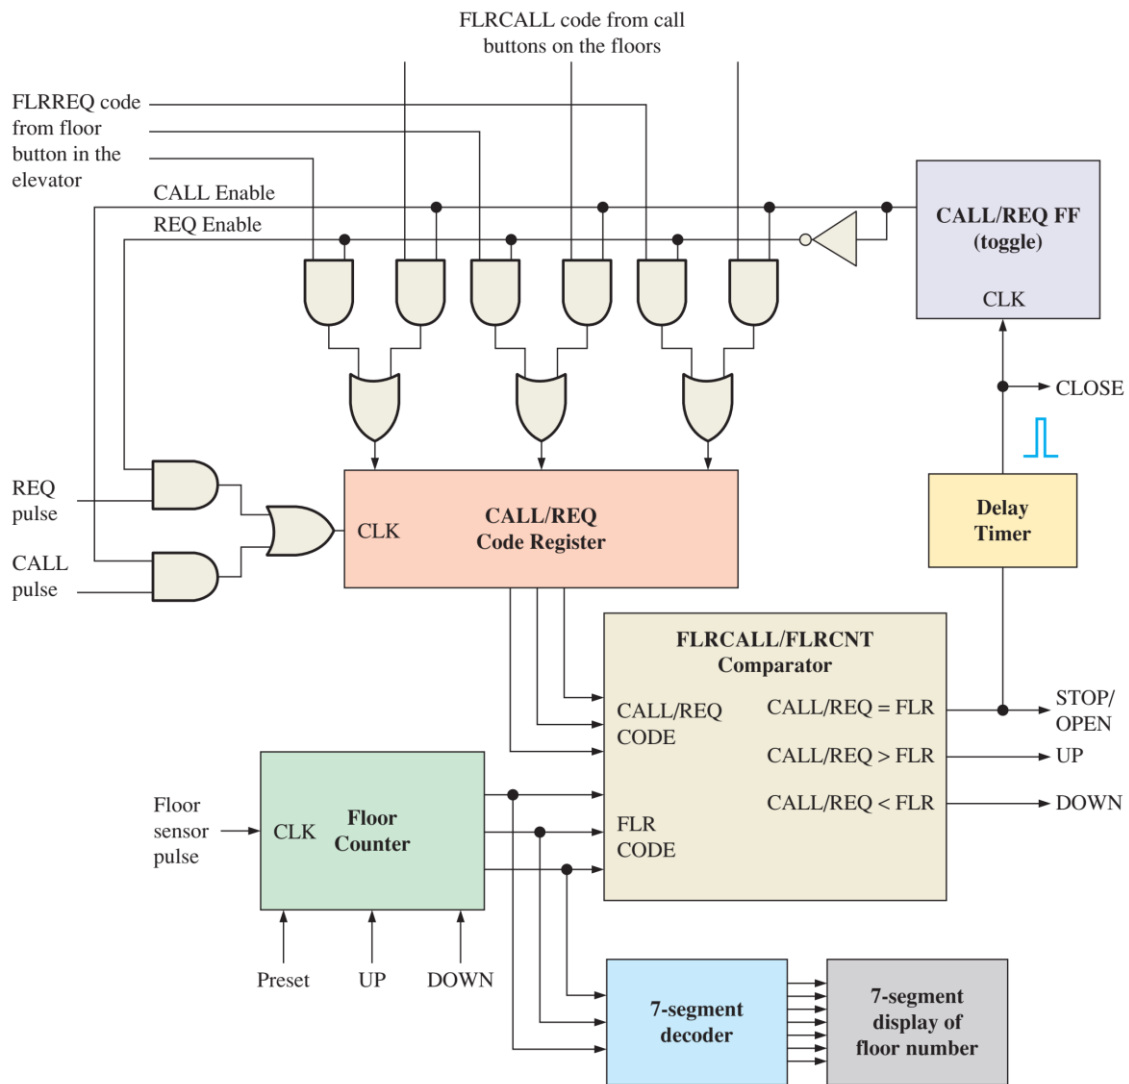 FLRCALL code from call
buttons on the floors
FLRREQ code
from floor
button in the
elevator
CALL Enable
REQ Enable
CALL/REQ FF
(toggle)
CLK
CLOSE
REQ
pulse
CALL
pulse
CLK
CALL/REQ
Code Register
Delay
Timer
FLRCALL/FLRCNT
Comparator
CALL/REQ
CODE
CALL/REQ = FLR
CALL/REQ > FLR
CALL/REQ < FLR
STOP/
OPEN
UP
DOWN
Floor
sensor
pulse
CLK
Floor
Counter
FLR
CODE
Preset
UP
DOWN
7-segment
decoder
7-segment
display of
floor number